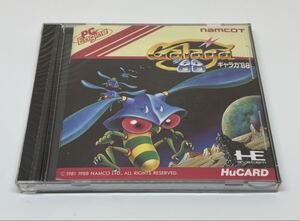 PC Engine
namcot
Galaga
88
ギャラガ'88
© 1981 1988 NAMCO LTD., ALL RIGHTS RESERVED.
HE
HuCARD